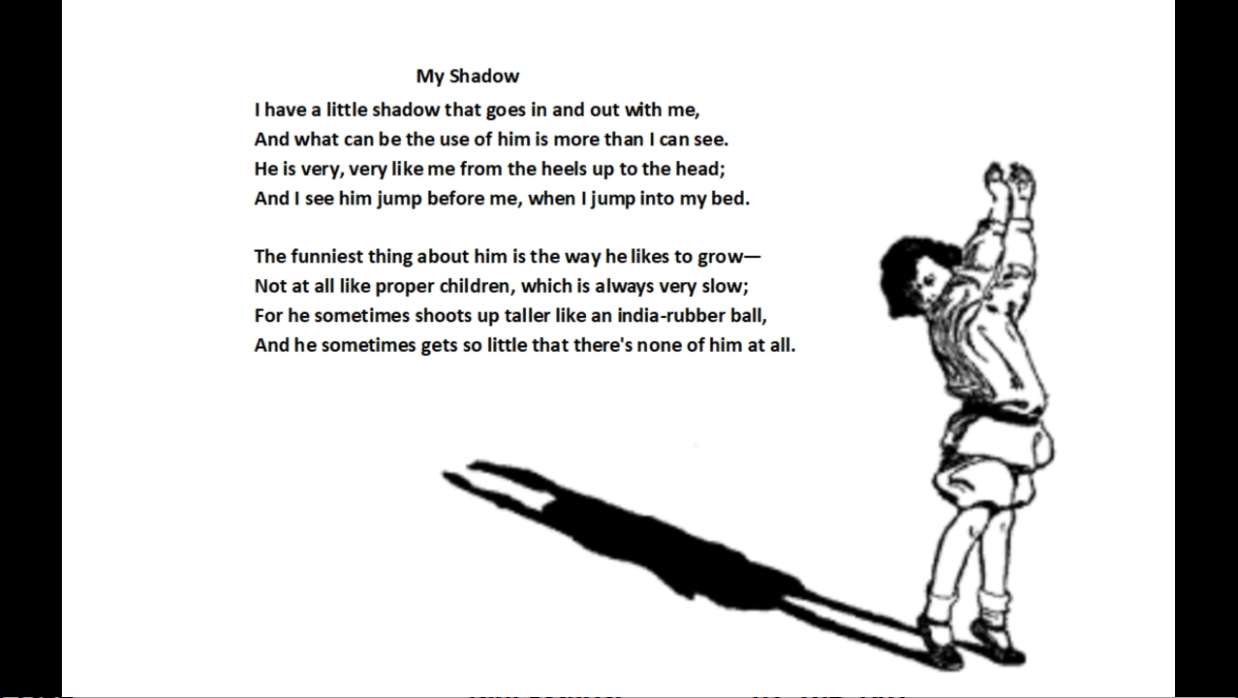 My Shadow
I have a little shadow that goes in and out with me,
And what can be the use of him is more than I can see.
He is very, very like me from the heels up to the head;
And I see him jump before me, when I jump into my bed.
The funniest thing about him is the way he likes to grow—
Not at all like proper children, which is always very slow;
For he sometimes shoots up taller like an india-rubber ball,
And he sometimes gets so little that there's none of him at all.